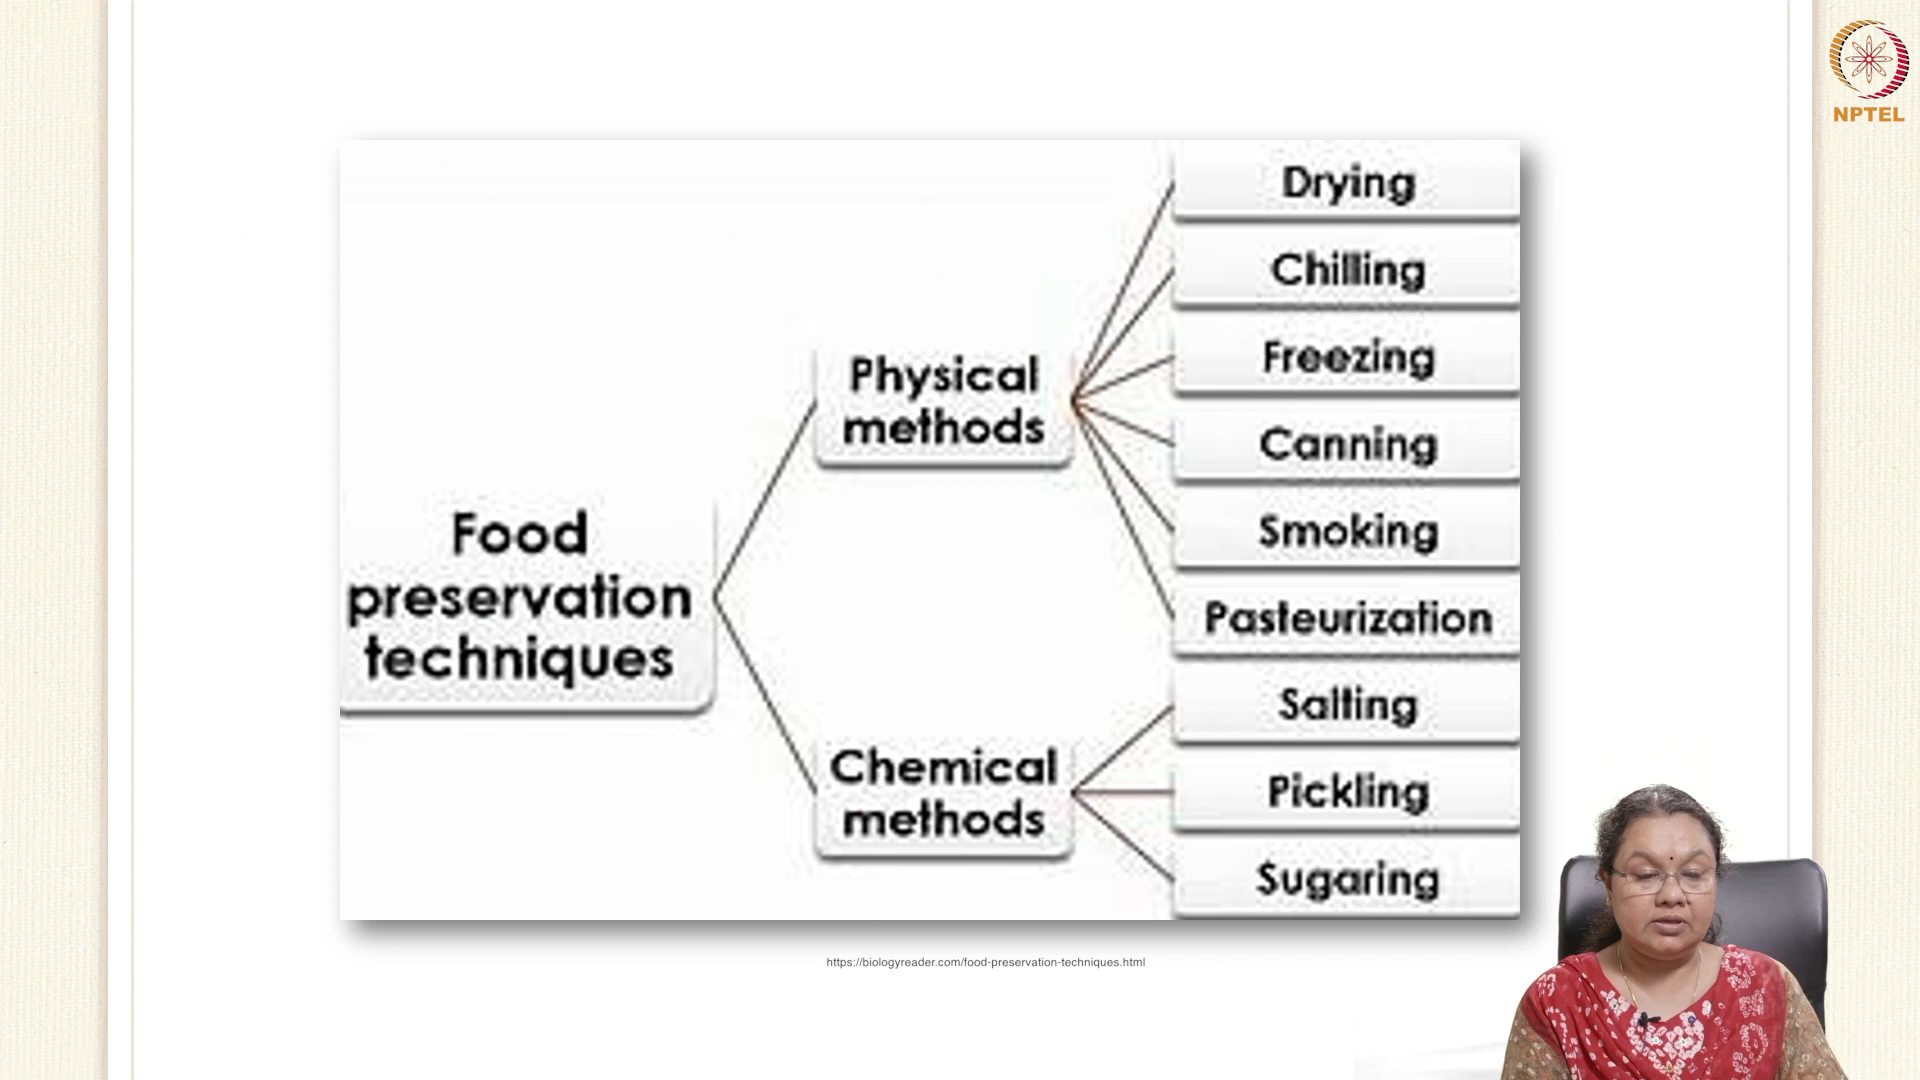 NPTEL
Drying
Chilling
Freezing
Canning
Smoking
Pasteurization
Salting
Pickling
Sugaring
Physical
methods
Chemical
methods
Food
preservation
techniques
https://biologyreader.com/food-preservation-techniques.html